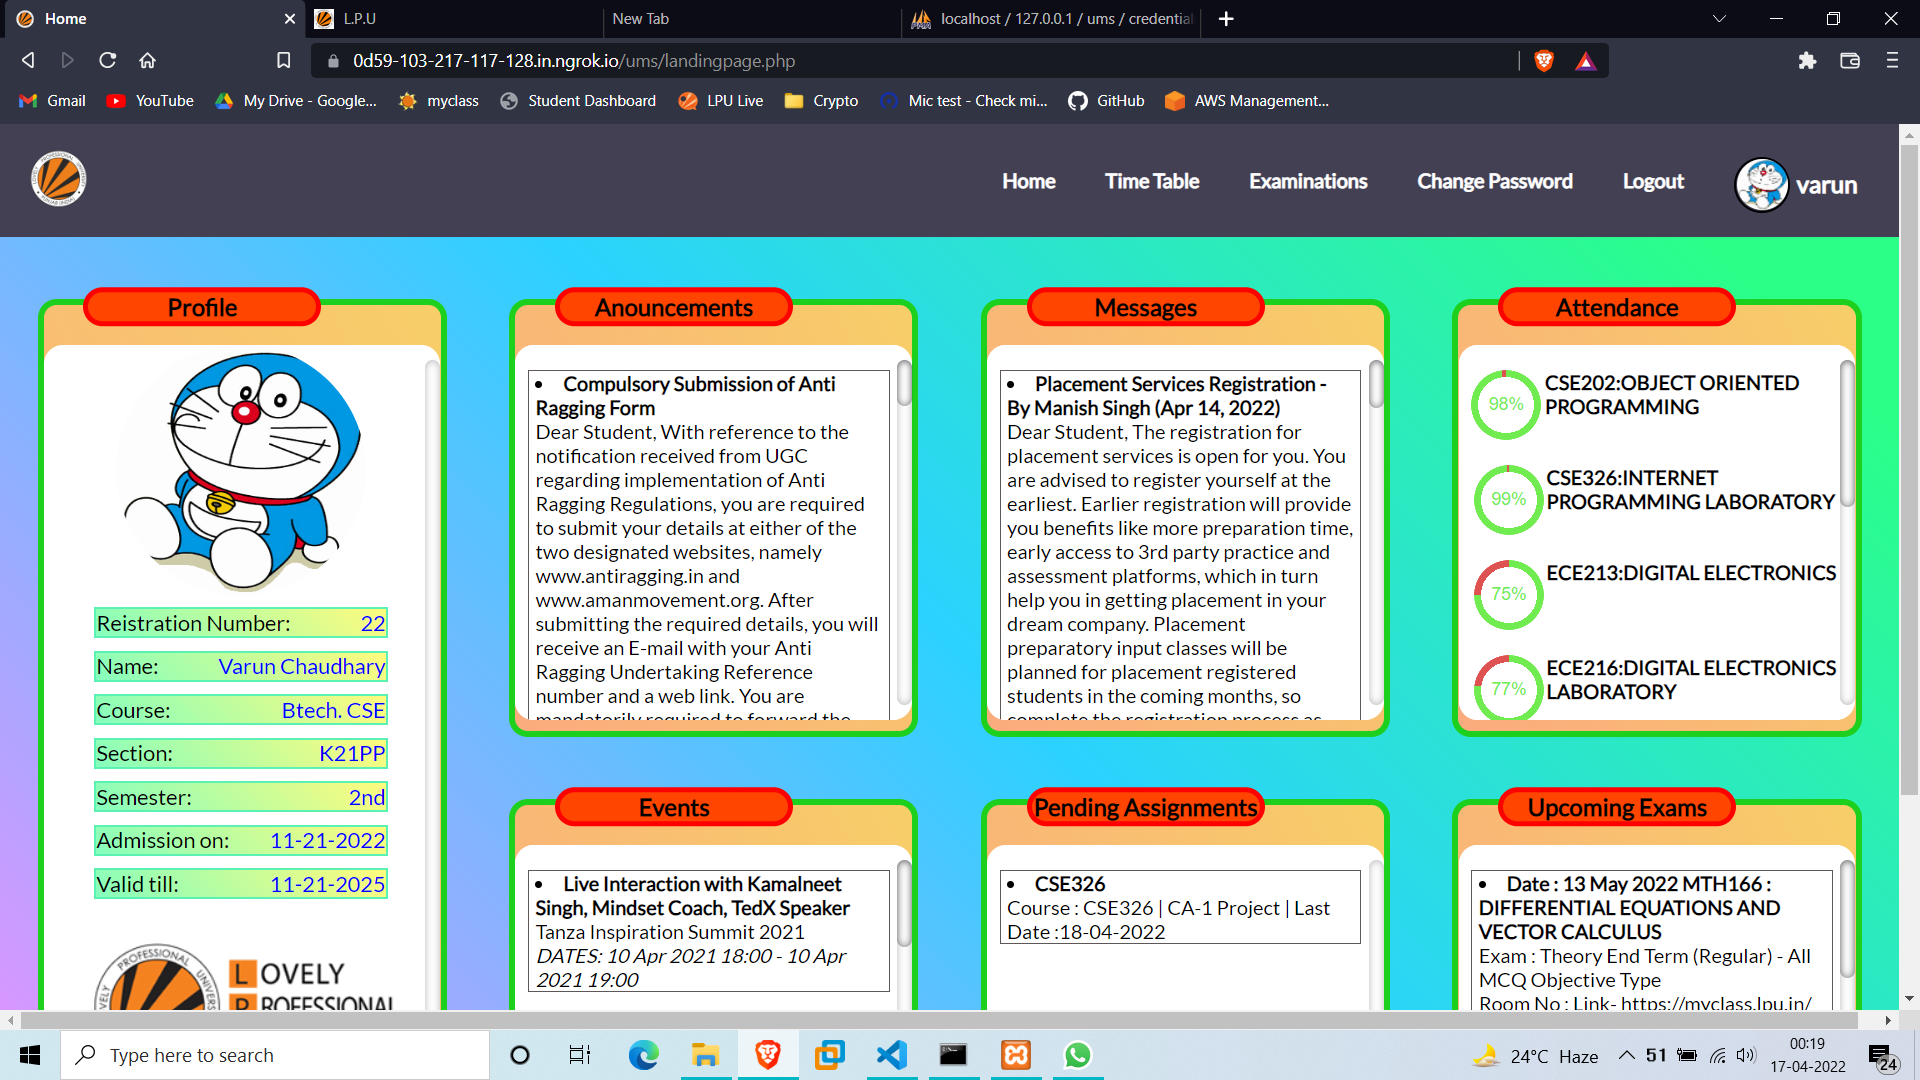 Home
L.P.U
New Tab
localhost / 127.0.0.1 / ums / credential
0d59-103-217-117-128.in.ngrok.io/ums/landingpage.php
Gmail
YouTube
My Drive - Google...
myclass
Student Dashboard
LPU Live
Crypto
Mic test - Check mi...
GitHub
AWS Management...
Home
Time Table
Examinations
Change Password
Logout
varun
Profile
Reistration Number: 22
Name: Varun Chaudhary
Course: Btech. CSE
Section: K21PP
Semester: 2nd
Admission on: 11-21-2022
Valid till: 11-21-2025
LOVELY
PROFESSIONAL
Anouncements
• Compulsory Submission of Anti
Ragging Form
Dear Student, With reference to the
notification received from UGC
regarding implementation of Anti
Ragging Regulations, you are required
to submit your details at either of the
two designated websites, namely
www.antiragging.in and
www.amanmovement.org. After
submitting the required details, you will
receive an E-mail with your Anti
Ragging Undertaking Reference
number and a web link. You are
mandatorily required to forward the
Messages
• Placement Services Registration -
By Manish Singh (Apr 14, 2022)
Dear Student, The registration for
placement services is open for you. You
are advised to register yourself at the
earliest. Earlier registration will provide
you benefits like more preparation time,
early access to 3rd party practice and
assessment platforms, which in turn
help you in getting placement in your
dream company. Placement
preparatory input classes will be
planned for placement registered
students in the coming months, so
complete the registration process as
Attendance
98%
CSE202:OBJECT ORIENTED
PROGRAMMING
99%
CSE326:INTERNET
PROGRAMMING LABORATORY
75%
ECE213:DIGITAL ELECTRONICS
77%
ECE216:DIGITAL ELECTRONICS
LABORATORY
Events
• Live Interaction with Kamalneet
Singh, Mindset Coach, TedX Speaker
Tanza Inspiration Summit 2021
DATES: 10 Apr 2021 18:00 - 10 Apr
2021 19:00
Pending Assignments
• CSE326
Course : CSE326 | CA-1 Project | Last
Date :18-04-2022
Upcoming Exams
• Date : 13 May 2022 MTH166 :
DIFFERENTIAL EQUATIONS AND
VECTOR CALCULUS
Exam : Theory End Term (Regular) - All
MCQ Objective Type
Room No : Link- https://myclass.lpu.in/
Type here to search
24°C Haze
51
00:19
17-04-2022
24